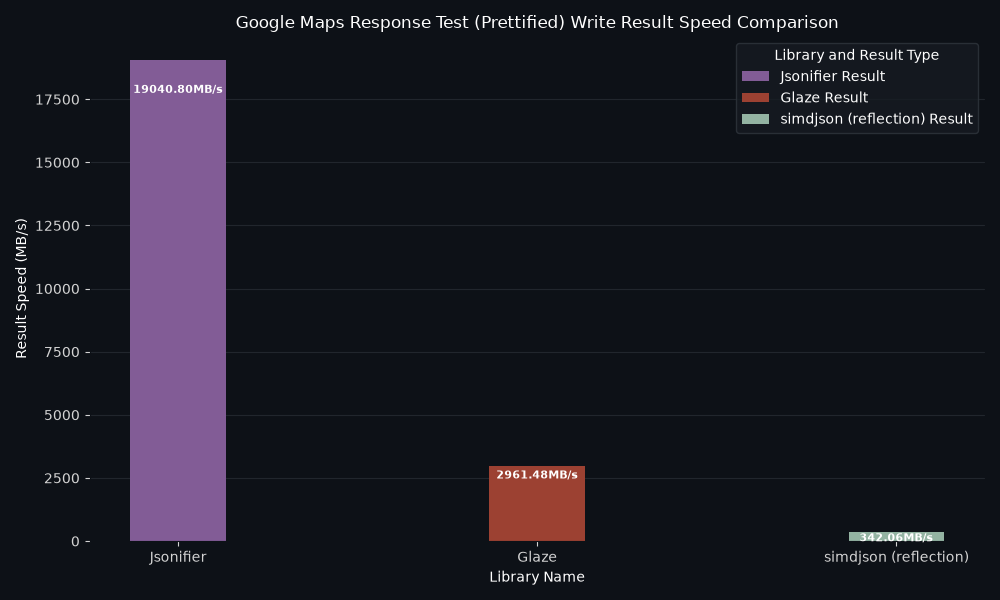 Google Maps Response Test (Prettified) Write Result Speed Comparison
Library and Result Type
Jsonifier Result
Glaze Result
simdjson (reflection) Result
Result Speed (MB/s)
17500
15000
12500
10000
7500
5000
2500
0
19040.80MB/s
2961.48MB/s
342.06MB/s
Jsonifier
Glaze
simdjson (reflection)
Library Name